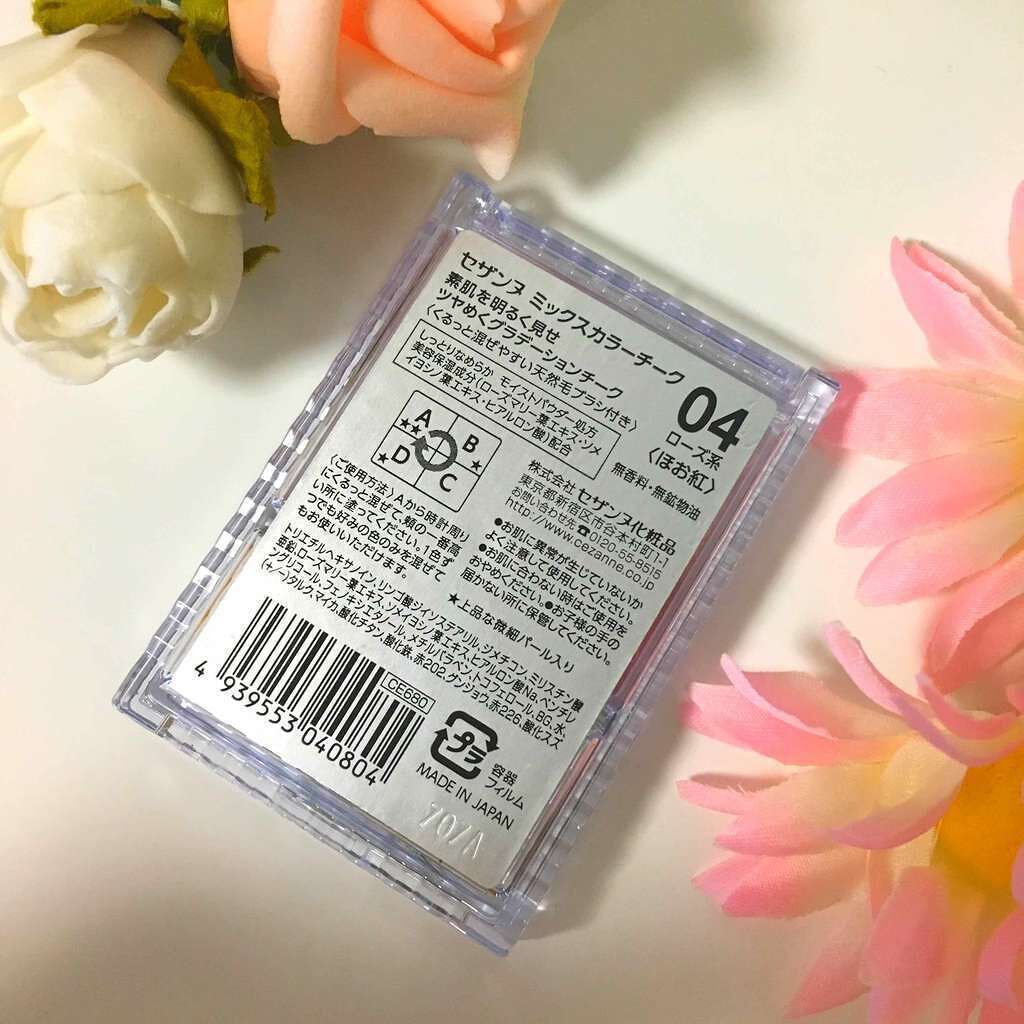 セザンヌ ミックスカラーチーク
素肌を明るく見せ
ツヤめくグラデーションチーク
〈くるっと混ぜやすい天然毛ブラシ付き〉
04
ローズ系
〈ほお紅〉
しっとりなめらか モイストパウダー処方
美容保湿成分(ローズマリー葉エキス・ツメ
イヨシノ葉エキス・ヒアルロン酸)配合
無香料・無鉱物油
A B
★★
★
D C
★
〈ご使用方法〉Aから時計周り
にくるっと混ぜて、頬の一番高
い所に塗ってください。1色ず
つでも好みの色のみを混ぜて
もお使いいただけます。
株式会社 セザンヌ化粧品
東京都新宿区市谷本村町1-1
お問い合わせ先☎0120-55-8515
http://www.cezanne.co.jp
●お肌に異常が生じていないか
よく注意して使用してください。
●お肌に合わない時はご使用を
おやめください。●お子様の手の
届かない所に保管してください。
★上品な微細パール入り
トリエチルヘキサノイン、リンゴ酸ジイソステアリル、ジメチコン、ミリスチン酸
亜鉛、ローズマリー葉エキス、ソメイヨシノ葉エキス、ヒアルロン酸Na、ペンチレ
ングリコール、フェノキシエタノール、メチルパラベン、トコフェロール、BG、水、
(+/-)タルク、マイカ、酸化チタン、酸化鉄、赤202、グンジョウ、赤226、酸化スズ
CE680
4 939553 040804
プラ
容器
フィルム
MADE IN JAPAN